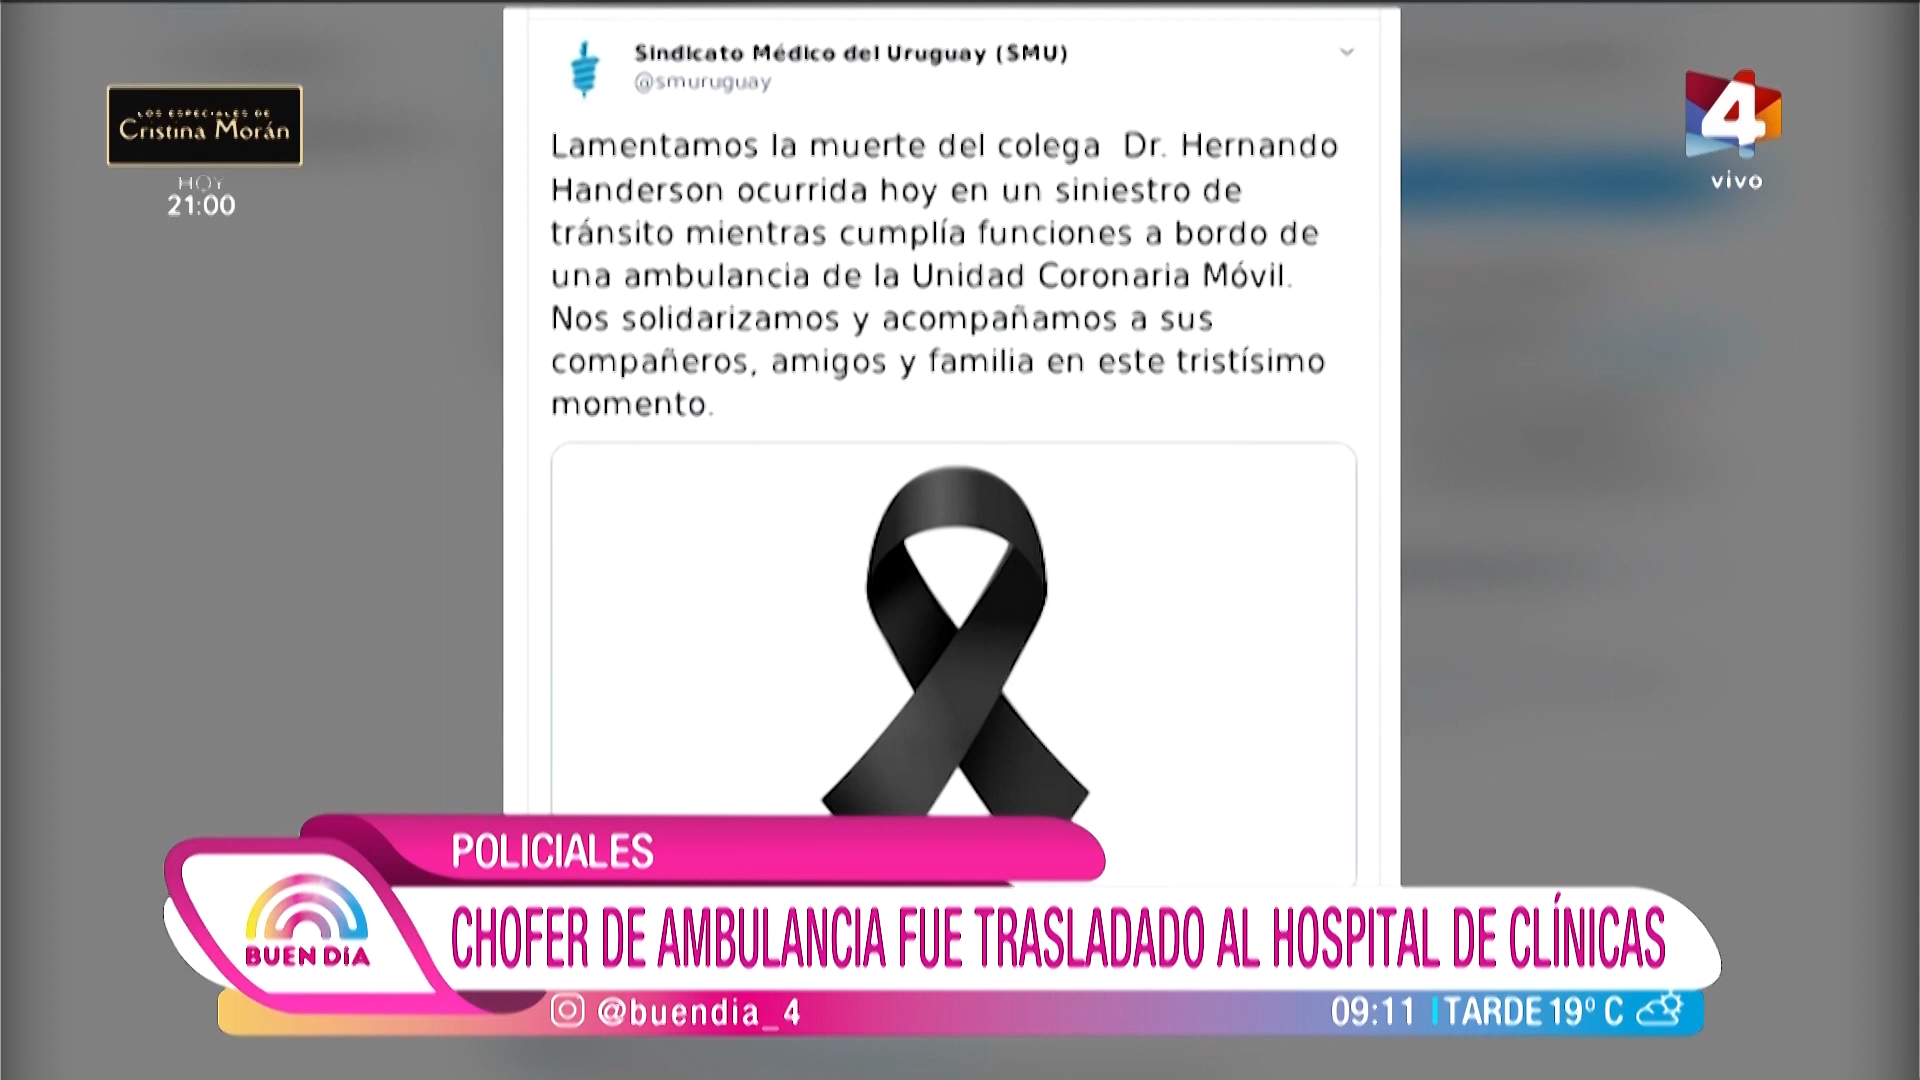 Sindicato Médico del Uruguay (SMU)
@smuruguay
LOS ESPECIALES DE
Cristina Morán
HOY
21:00
4
vivo
Lamentamos la muerte del colega Dr. Hernando
Handerson ocurrida hoy en un siniestro de
tránsito mientras cumplía funciones a bordo de
una ambulancia de la Unidad Coronaria Móvil.
Nos solidarizamos y acompañamos a sus
compañeros, amigos y familia en este tristísimo
momento.
POLICIALES
BUEN DÍA
CHOFER DE AMBULANCIA FUE TRASLADADO AL HOSPITAL DE CLÍNICAS
@buendia_4
09:11 TARDE 19º C